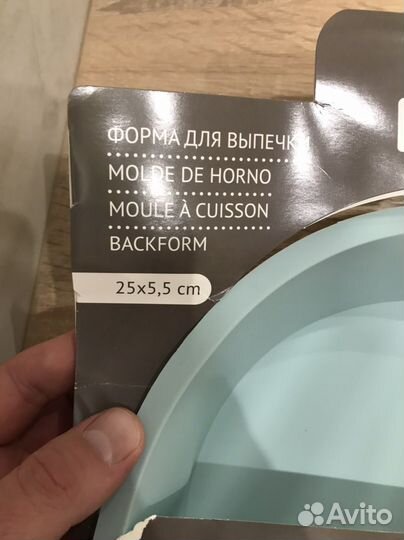 ФОРМА ДЛЯ ВЫПЕЧК
MOLDE DE HORNO
MOULE À CUISSON
BACKFORM
25x5,5 cm
Avito